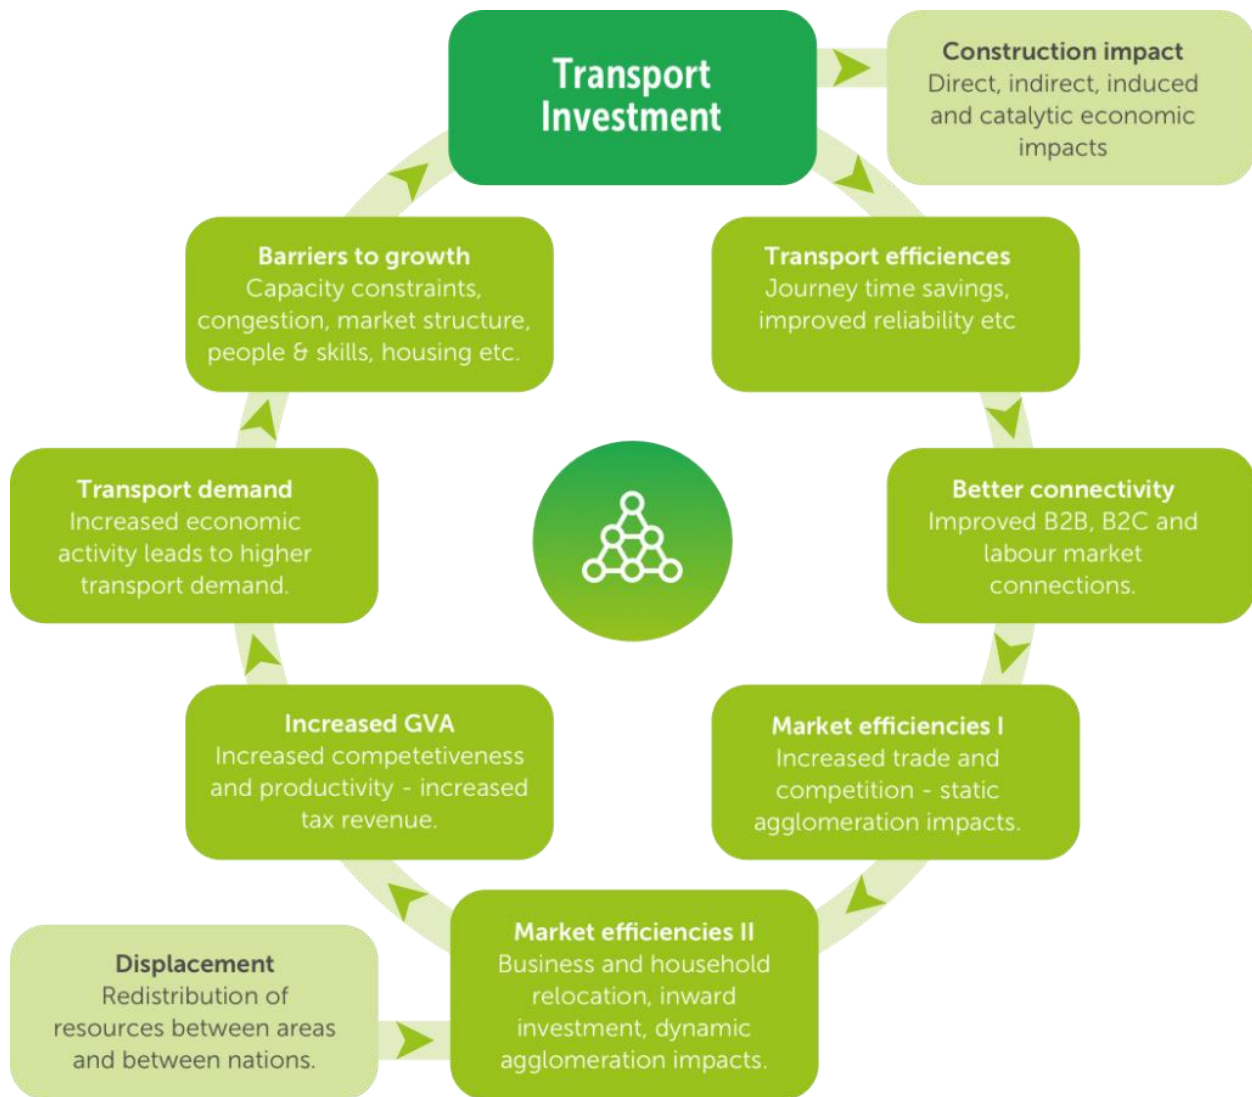 Transport
Investment
Construction impact
Direct, indirect, induced
and catalytic economic
impacts
Transport efficiences
Journey time savings,
improved reliability etc
Better connectivity
Improved B2B, B2C and
labour market
connections.
Market efficiencies I
Increased trade and
competition - static
agglomeration impacts.
Market efficiencies II
Business and household
relocation, inward
investment, dynamic
agglomeration impacts.
Displacement
Redistribution of
resources between areas
and between nations.
Increased GVA
Increased competetiveness
and productivity - increased
tax revenue.
Transport demand
Increased economic
activity leads to higher
transport demand.
Barriers to growth
Capacity constraints,
congestion, market structure,
people & skills, housing etc.